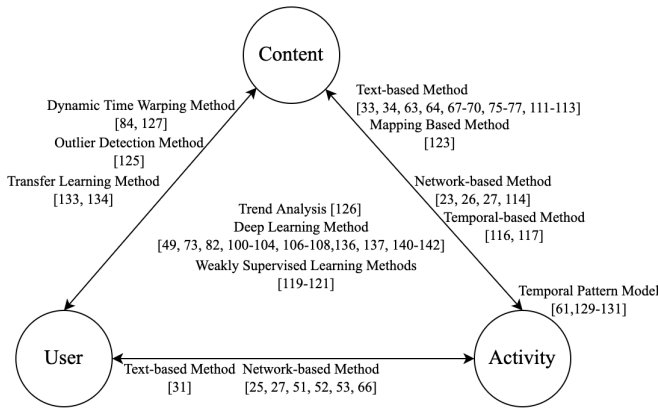 Content
Text-based Method
[33, 34, 63, 64, 67-70, 75-77, 111-113]
Mapping Based Method
[123]
Dynamic Time Warping Method
[84, 127]
Outlier Detection Method
[125]
Transfer Learning Method
[133, 134]
Network-based Method
[23, 26, 27, 114]
Temporal-based Method
[116, 117]
Trend Analysis [126]
Deep Learning Method
[49, 73, 82, 100-104, 106-108,136, 137, 140-142]
Weakly Supervised Learning Methods
[119-121]
Temporal Pattern Model
[61,129-131]
User
Activity
Text-based Method
[31]
Network-based Method
[25, 27, 51, 52, 53, 66]